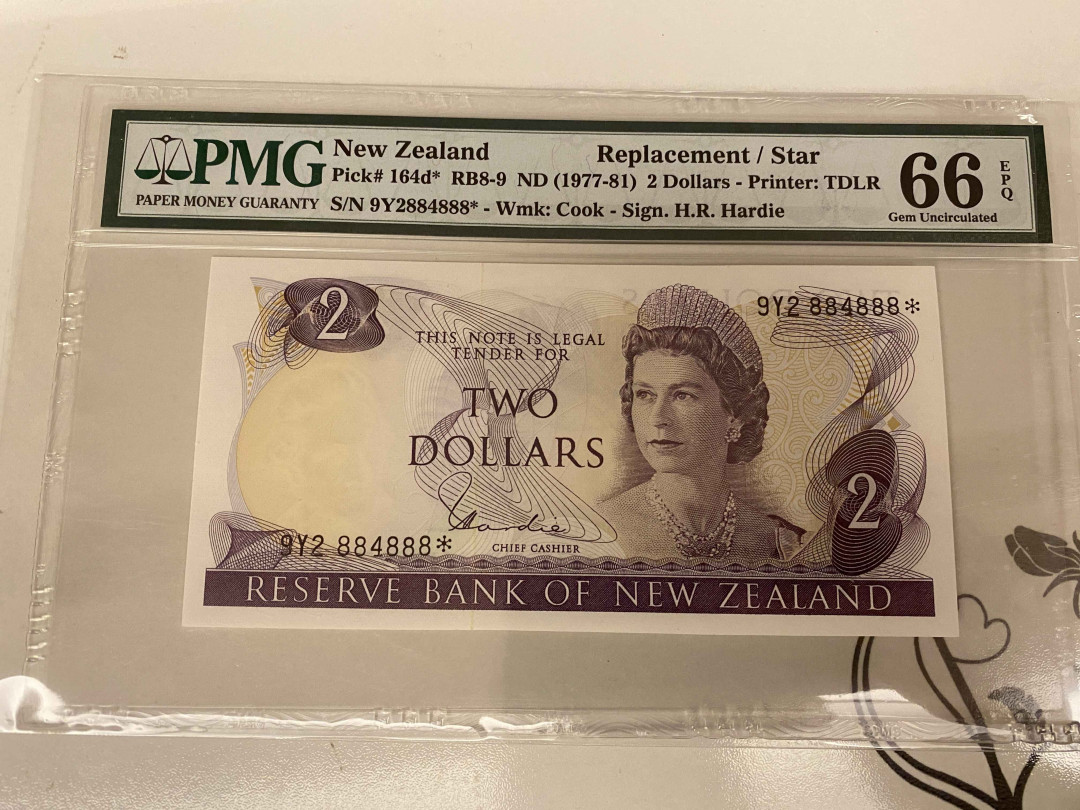 PMG
PAPER MONEY GUARANTY
New Zealand Replacement / Star
Pick# 164d* RB8-9 ND (1977-81) 2 Dollars - Printer: TDLR
S/N 9Y2884888* - Wmk: Cook - Sign. H.R. Hardie
66
EPQ
Gem Uncirculated
2
9Y2 884888*
THIS NOTE IS LEGAL
TENDER FOR
TWO
DOLLARS
2
Hardie
9Y2 884888*
CHIEF CASHIER
RESERVE BANK OF NEW ZEALAND